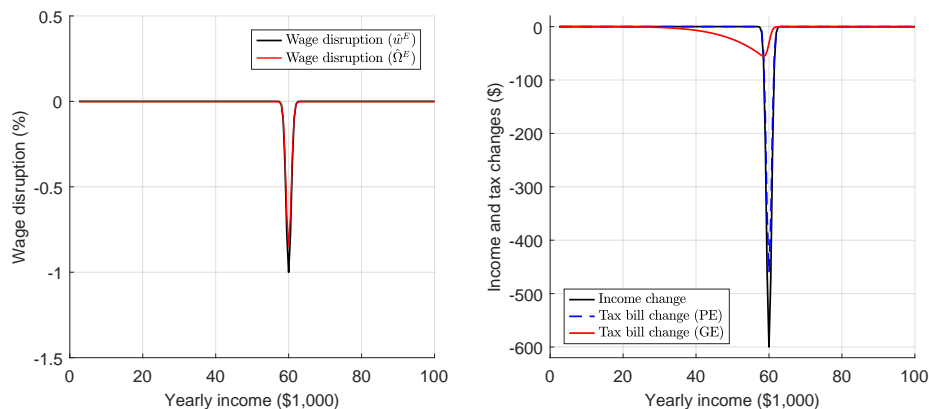 0.5
0
-0.5
-1
-1.5
Wage disruption (%)
Wage disruption (ŵᴱ)
Wage disruption (Ω̂ᴱ)
0 20 40 60 80 100
Yearly income ($1,000)
0
-100
-200
-300
-400
-500
-600
Income and tax changes ($)
Income change
Tax bill change (PE)
Tax bill change (GE)
0 20 40 60 80 100
Yearly income ($1,000)